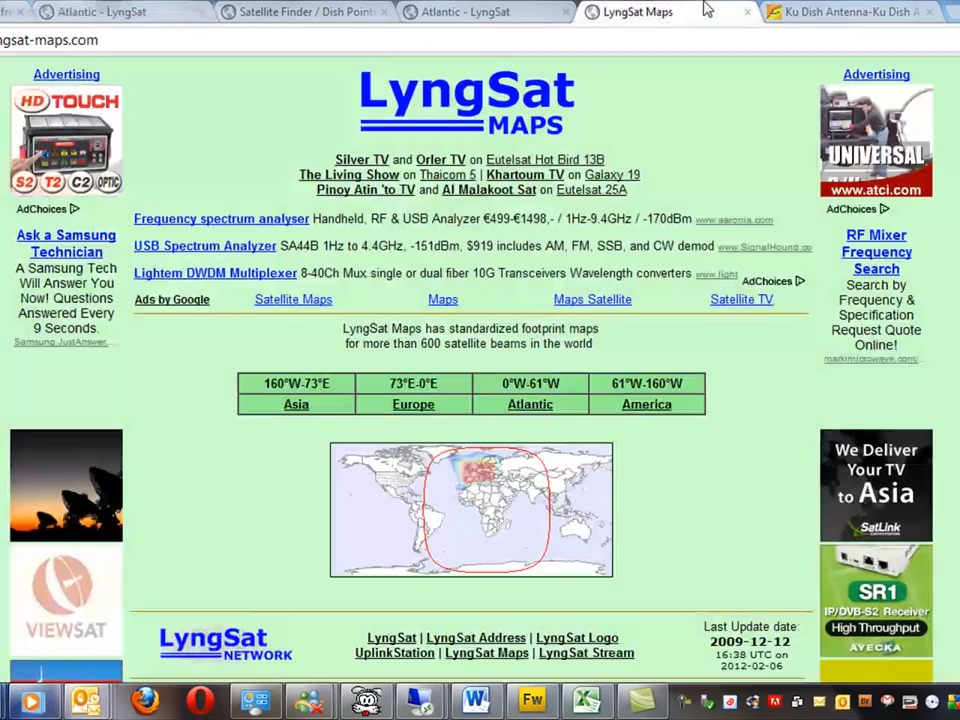 Atlantic - LyngSat
Satellite Finder / Dish Point
Atlantic - LyngSat
LyngSat Maps
Ku Dish Antenna-Ku Dish A
ngsat-maps.com
Advertising
HD TOUCH
S2 T2 C2 OPTIC
AdChoices
Ask a Samsung
Technician
A Samsung Tech
Will Answer You
Now! Questions
Answered Every
9 Seconds.
Samsung.JustAnswer...
VIEWSAT
LyngSat
MAPS
Silver TV and Orler TV on Eutelsat Hot Bird 13B
The Living Show on Thaicom 5 | Khartoum TV on Galaxy 19
Pinoy Atin 'to TV and Al Malakoot Sat on Eutelsat 25A
Frequency spectrum analyser Handheld, RF & USB Analyzer €499-€1498,- / 1Hz-9.4GHz / -170dBm www.aaronia.com
USB Spectrum Analyzer SA44B 1Hz to 4.4GHz, -151dBm, $919 includes AM, FM, SSB, and CW demod www.SignalHound.co
Lightem DWDM Multiplexer 8-40Ch Mux single or dual fiber 10G Transceivers Wavelength converters www.light
AdChoices
Ads by Google Satellite Maps Maps Maps Satellite Satellite TV
LyngSat Maps has standardized footprint maps
for more than 600 satellite beams in the world
160°W-73°E 73°E-0°E 0°W-61°W 61°W-160°W
Asia Europe Atlantic America
LyngSat
NETWORK
LyngSat | LyngSat Address | LyngSat Logo
UplinkStation | LyngSat Maps | LyngSat Stream
Last Update date:
2009-12-12
16:38 UTC on
2012-02-06
Advertising
UNIVERSAL
www.atci.com
AdChoices
RF Mixer
Frequency
Search
Search by
Frequency &
Specification
Request Quote
Online!
markimicrowave.com/...
We Deliver
Your TV
to Asia
SatLink
SR1
IP/DVB-S2 Receiver
High Throughput
AYECKA
W
Fw